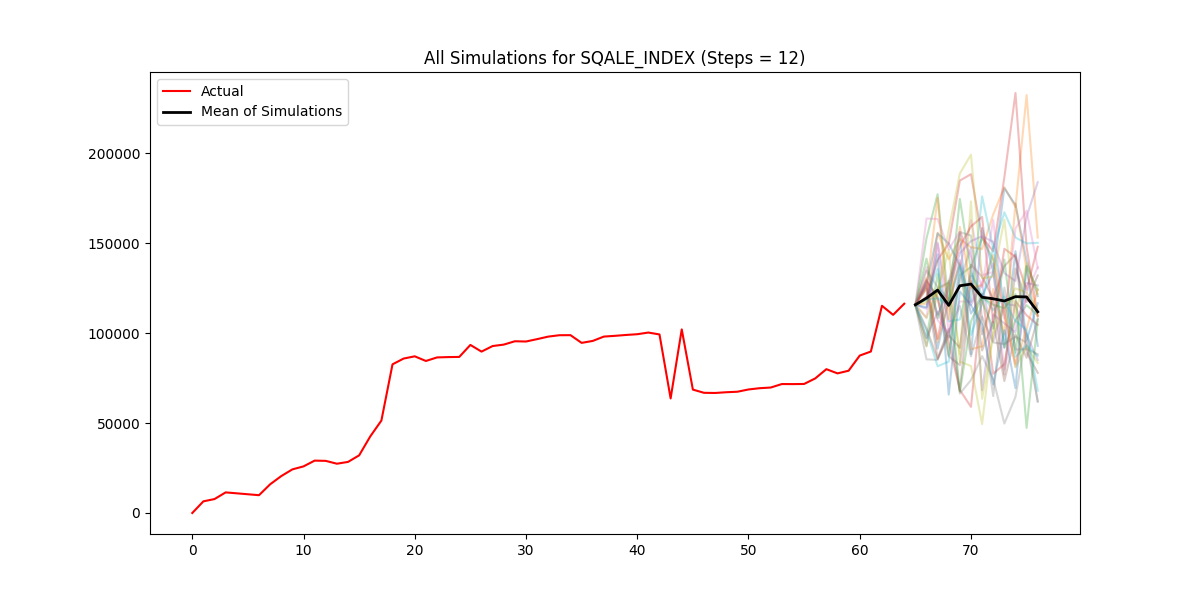 All Simulations for SQALE_INDEX (Steps = 12)
Actual
Mean of Simulations
200000
150000
100000
50000
0
0 10 20 30 40 50 60 70